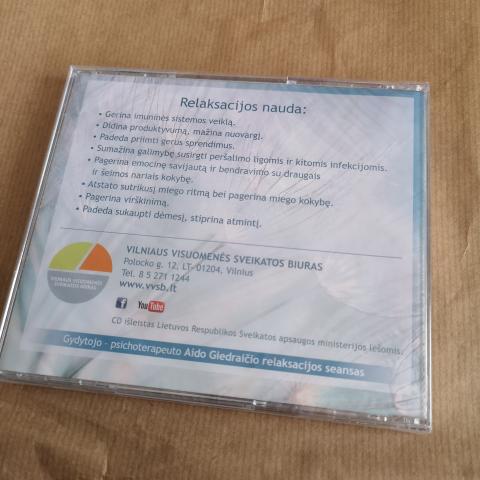 Relaksacijos nauda:
• Gerina imuninės sistemos veiklą.
• Didina produktyvumą, mažina nuovargį.
• Padeda priimti gerus sprendimus.
• Sumažina galimybę susirgti peršalimo ligomis ir kitomis infekcijomis.
• Pagerina emocinę savijautą ir bendravimo su draugais
ir šeimos nariais kokybę.
• Atstato sutrikusį miego ritmą bei pagerina miego kokybę.
• Pagerina virškinimą.
• Padeda sukaupti dėmesį, stiprina atmintį.
VILNIAUS VISUOMENĖS SVEIKATOS BIURAS
Polocko g. 12, LT- 01204, Vilnius
Tel. 8 5 271 1244
www.vvsb.lt
VILNIAUS VISUOMENĖS
SVEIKATOS BIURAS
f YouTube
CD išleistas Lietuvos Respublikos Sveikatos apsaugos ministerijos lėšomis.
Gydytojo - psichoterapeuto Aido Giedraičio relaksacijos seansas